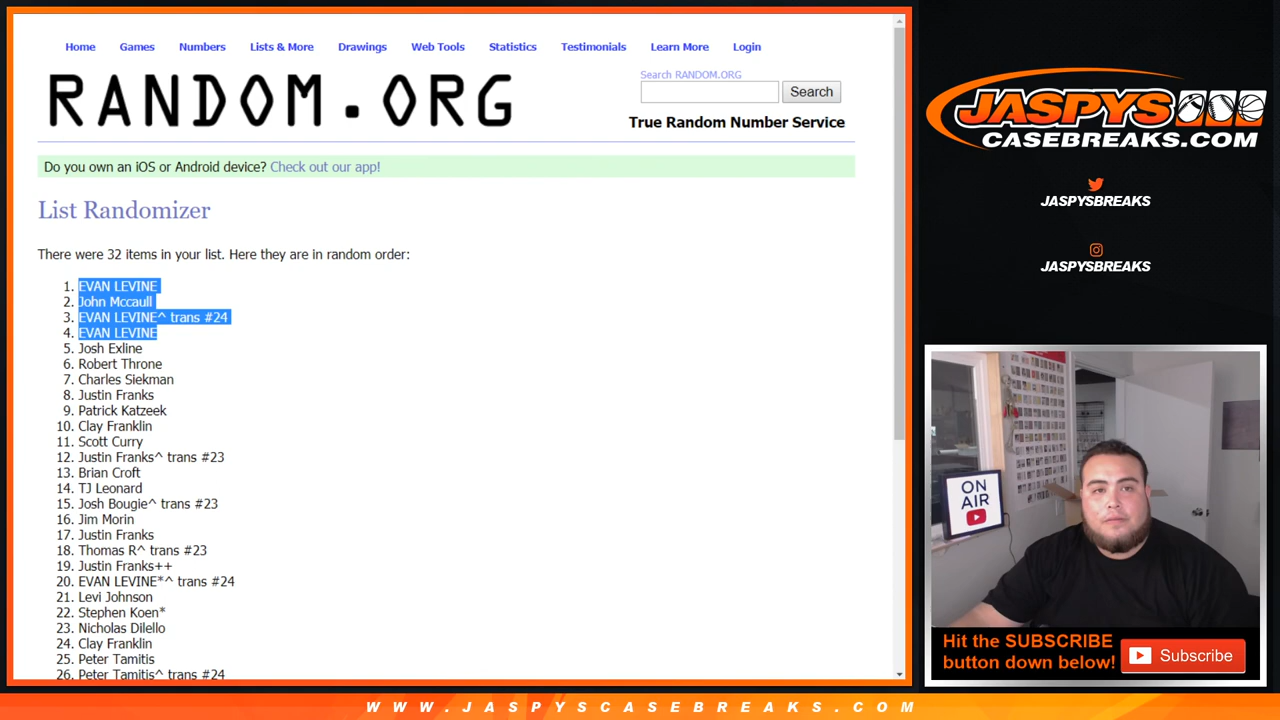 Home Games Numbers Lists & More Drawings Web Tools Statistics Testimonials Learn More Login
RANDOM.ORG
Search RANDOM.ORG
Search
True Random Number Service
Do you own an iOS or Android device? Check out our app!
List Randomizer
There were 32 items in your list. Here they are in random order:
1. EVAN LEVINE
2. John Mccaull
3. EVAN LEVINE^ trans #24
4. EVAN LEVINE
5. Josh Exline
6. Robert Throne
7. Charles Siekman
8. Justin Franks
9. Patrick Katzeek
10. Clay Franklin
11. Scott Curry
12. Justin Franks^ trans #23
13. Brian Croft
14. TJ Leonard
15. Josh Bougie^ trans #23
16. Jim Morin
17. Justin Franks
18. Thomas R^ trans #23
19. Justin Franks++
20. EVAN LEVINE*^ trans #24
21. Levi Johnson
22. Stephen Koen*
23. Nicholas Dilello
24. Clay Franklin
25. Peter Tamitis
26. Peter Tamitis^ trans #24
JASPYS
CASEBREAKS.COM
JASPYSBREAKS
JASPYSBREAKS
ON
AIR
Hit the SUBSCRIBE
button down below!
Subscribe
WWW.JASPYSCASEBREAKS.COM